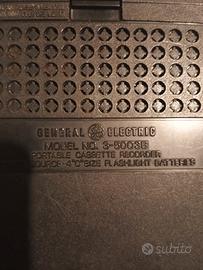 GENERAL ELECTRIC
MODEL NO. 3-5003B
PORTABLE CASSETTE RECORDER
SOURCE-4"C"SIZE FLASHLIGHT BATTERIES
subito